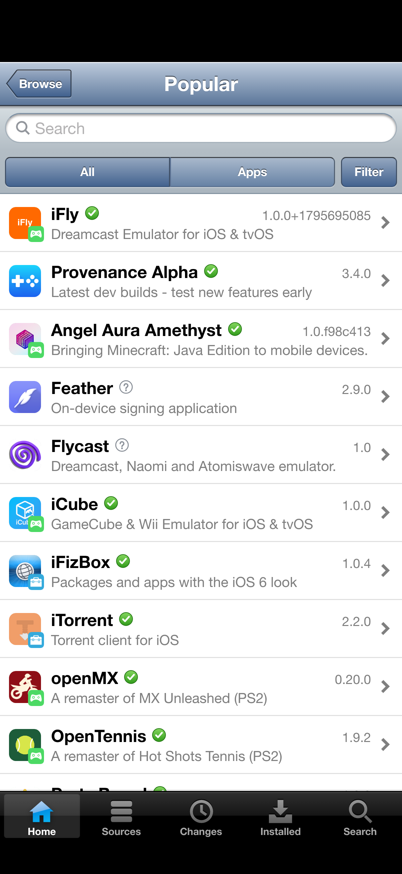 Browse
Popular
Search
All
Apps
Filter
iFly
iFly
1.0.0+1795695085
Dreamcast Emulator for iOS & tvOS
Provenance Alpha
3.4.0
Latest dev builds - test new features early
Angel Aura Amethyst
1.0.f98c413
Bringing Minecraft: Java Edition to mobile devices.
Feather
2.9.0
On-device signing application
Flycast
1.0
Dreamcast, Naomi and Atomiswave emulator.
iCube
1.0.0
GameCube & Wii Emulator for iOS & tvOS
iFizBox
1.0.4
Packages and apps with the iOS 6 look
iTorrent
2.2.0
Torrent client for iOS
openMX
0.20.0
A remaster of MX Unleashed (PS2)
OpenTennis
1.9.2
A remaster of Hot Shots Tennis (PS2)
Home
Sources
Changes
Installed
Search